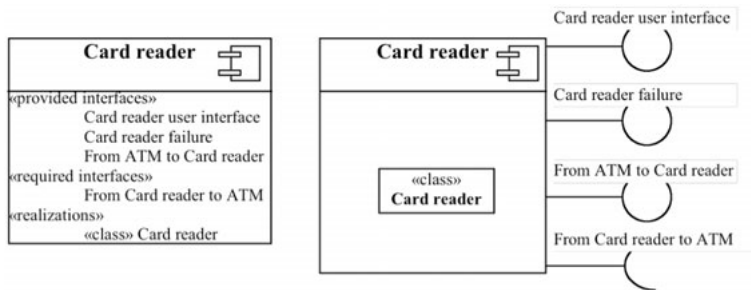 Card reader
«provided interfaces»
Card reader user interface
Card reader failure
From ATM to Card reader
«required interfaces»
From Card reader to ATM
«realizations»
«class» Card reader
Card reader
«class»
Card reader
Card reader user interface
Card reader failure
From ATM to Card reader
From Card reader to ATM